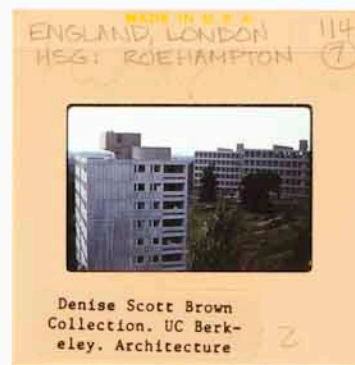 MADE IN U.S.A.
ENGLAND, LONDON 114
HSG: ROEHAMPTON 7
Denise Scott Brown
Collection. UC Berk-
eley. Architecture
2